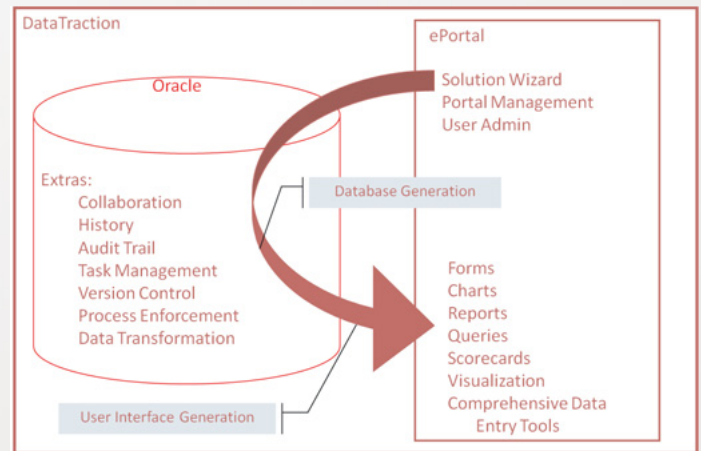 DataTraction
ePortal
Oracle
Solution Wizard
Portal Management
User Admin
Extras:
Collaboration
History
Audit Trail
Task Management
Version Control
Process Enforcement
Data Transformation
Database Generation
Forms
Charts
Reports
Queries
Scorecards
Visualization
Comprehensive Data
Entry Tools
User Interface Generation